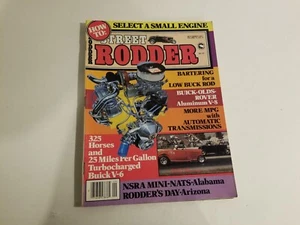 HOW TO:
SELECT A SMALL ENGINE
STREET
RODDER
BARTERING
for a
LOW BUCK ROD
BUICK-OLDS-
ROVER
Aluminum V-8
MORE MPG
with
AUTOMATIC
TRANSMISSIONS
325
Horses
and
25 Miles Per Gallon
Turbocharged
Buick V-6
NSRA MINI-NATS-Alabama
RODDER'S DAY-Arizona